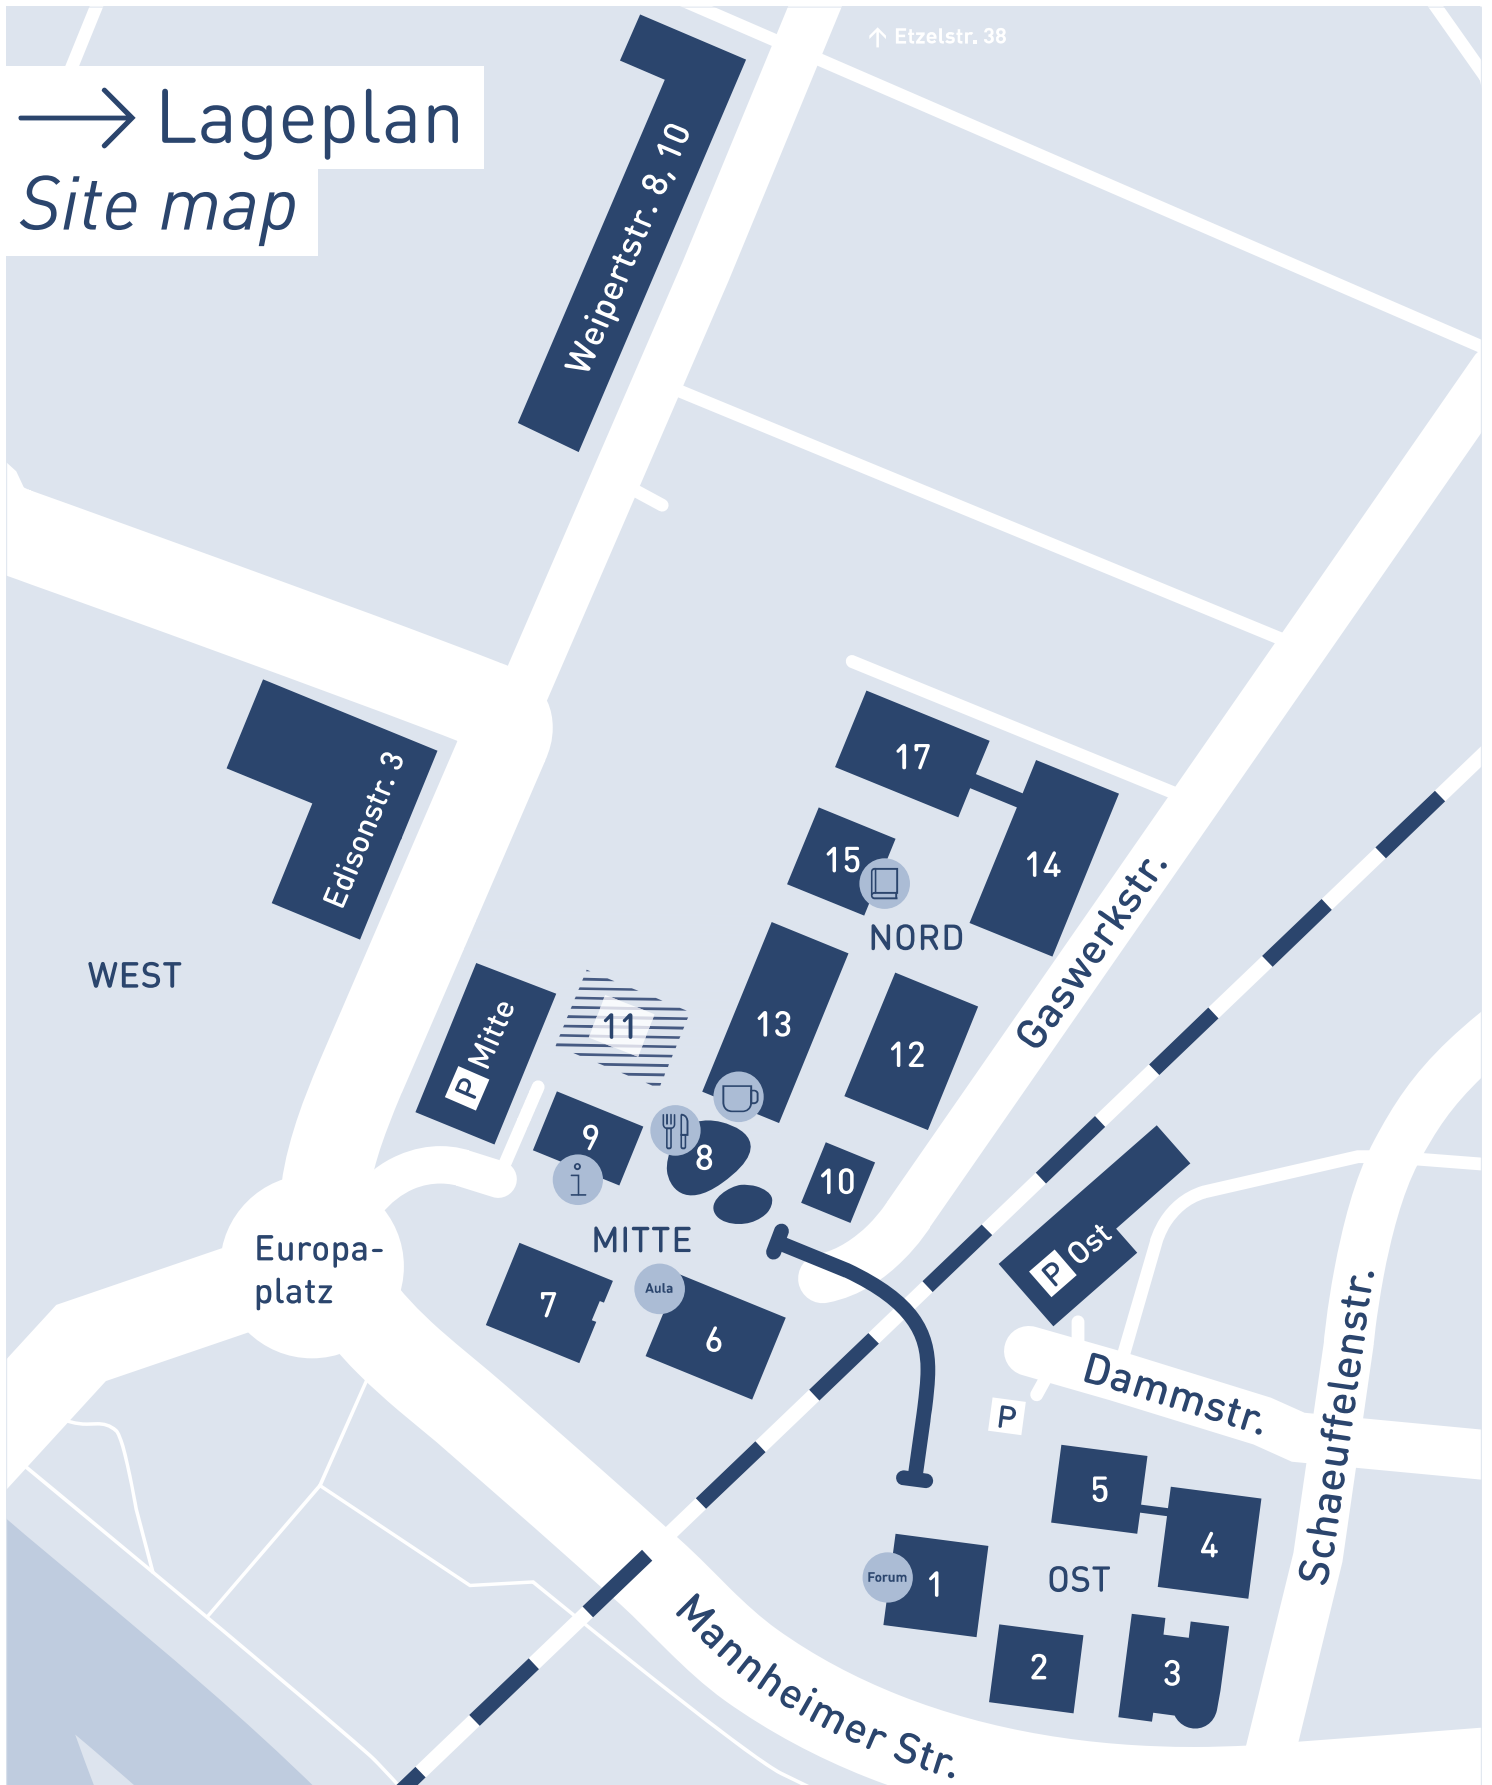 Etzelstr. 38
Lageplan
Site map
Weipertstr. 8, 10
Edisonstr. 3
17
15
14
NORD
WEST
Gaswerkstr.
11
13
12
P Mitte
9
8
10
i
MITTE
Europa-
platz
P Ost
Aula
7
6
Dammstr.
P
Schaeuffelenstr.
5
4
Forum
1
OST
2
3
Mannheimer Str.